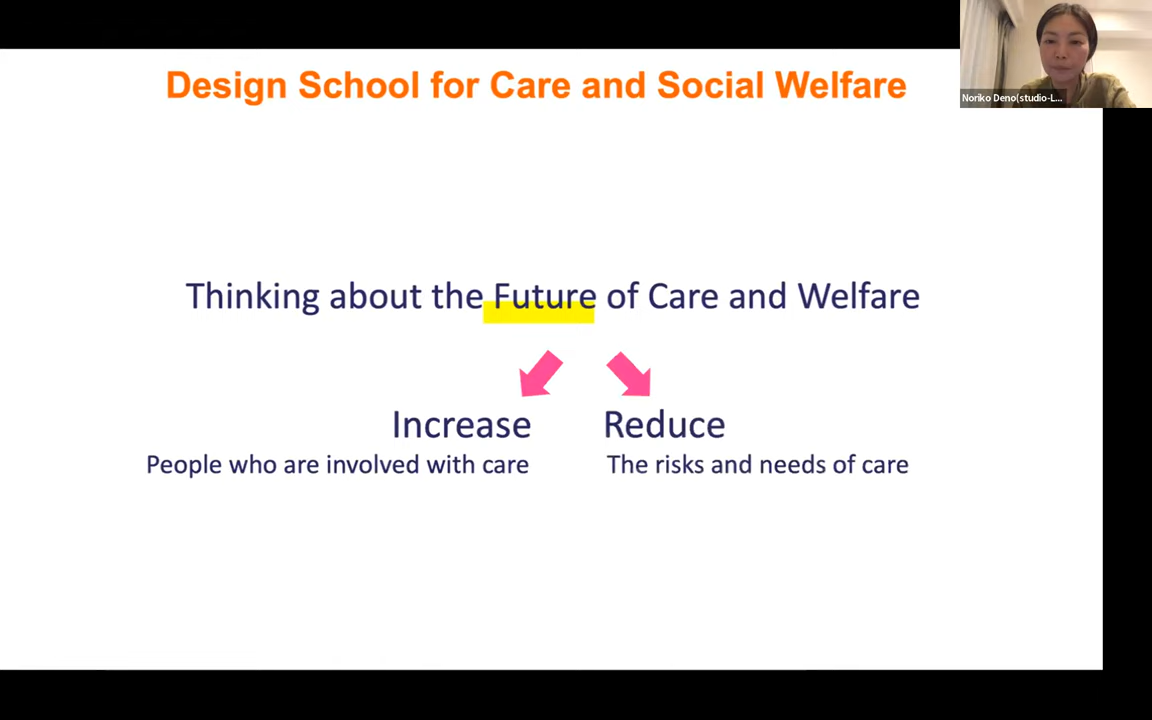 Design School for Care and Social Welfare
Noriko Deno(studio-L...
Thinking about the Future of Care and Welfare
Increase
Reduce
People who are involved with care
The risks and needs of care